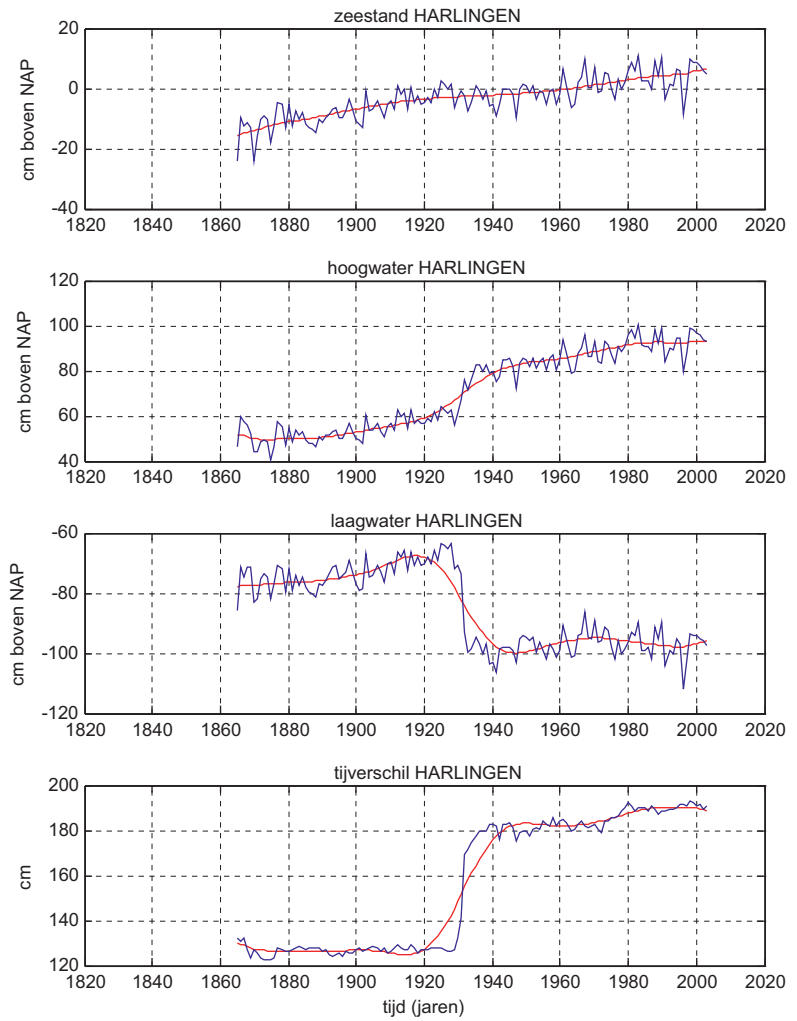 zeestand HARLINGEN
20
0
-20
-40
cm boven NAP
1820 1840 1860 1880 1900 1920 1940 1960 1980 2000 2020
hoogwater HARLINGEN
120
100
80
60
40
cm boven NAP
1820 1840 1860 1880 1900 1920 1940 1960 1980 2000 2020
laagwater HARLINGEN
-60
-80
-100
-120
cm boven NAP
1820 1840 1860 1880 1900 1920 1940 1960 1980 2000 2020
tijverschil HARLINGEN
200
180
160
140
120
cm
1820 1840 1860 1880 1900 1920 1940 1960 1980 2000 2020
tijd (jaren)